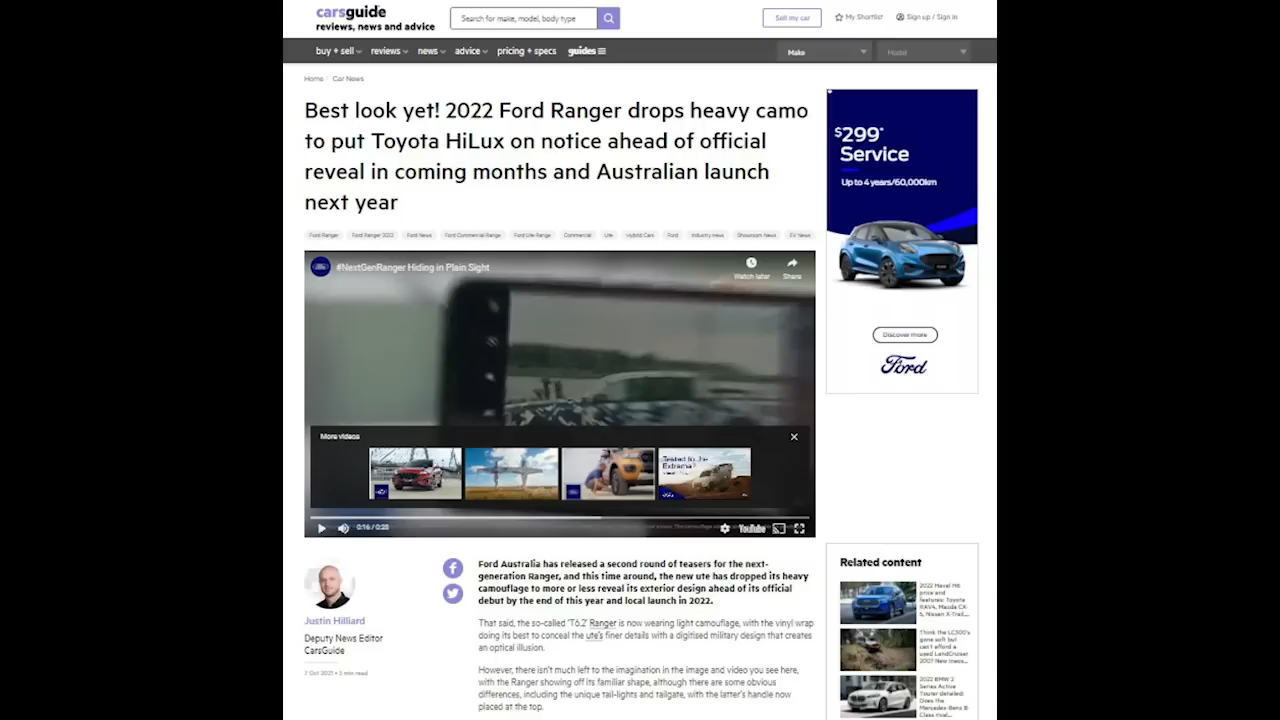 carsguide
reviews, news and advice
Search for make, model, body type
Sell my car
My Shortlist
Sign up / Sign in
buy + sell
reviews
news
advice
pricing + specs
guides
Make
Model
Home
Car News
Best look yet! 2022 Ford Ranger drops heavy camo
to put Toyota HiLux on notice ahead of official
reveal in coming months and Australian launch
next year
Ford Ranger
Ford Ranger 2022
Ford News
Ford Commercial Range
Ford Ute Range
Commercial
Ute
Hybrid Cars
Ford
Industry news
Showroom News
EV News
#NextGenRanger Hiding in Plain Sight
Watch later
Share
More videos
Tested to the
Extreme?
0:16 / 0:28
YouTube
$299*
Service
Up to 4 years/60,000km
Discover more
Ford
Justin Hilliard
Deputy News Editor
CarsGuide
7 Oct 2021 • 3 min read
Ford Australia has released a second round of teasers for the next-
generation Ranger, and this time around, the new ute has dropped its heavy
camouflage to more or less reveal its exterior design ahead of its official
debut by the end of this year and local launch in 2022.
That said, the so-called 'T6.2' Ranger is now wearing light camouflage, with the vinyl wrap
doing its best to conceal the ute's finer details with a digitised military design that creates
an optical illusion.
However, there isn't much left to the imagination in the image and video you see here,
with the Ranger showing off its familiar shape, although there are some obvious
differences, including the unique tail-lights and tailgate, with the latter's handle now
placed at the top.
Related content
2022 Haval H6
price and
features: Toyota
RAV4, Mazda CX-
5, Nissan X-Trail...
Think the LC300's
gone soft but
can't afford a
used LandCruiser
200? New Ineos...
2022 BMW 2
Series Active
Tourer detailed:
Does the
Mercedes-Benz B-
Class rival...